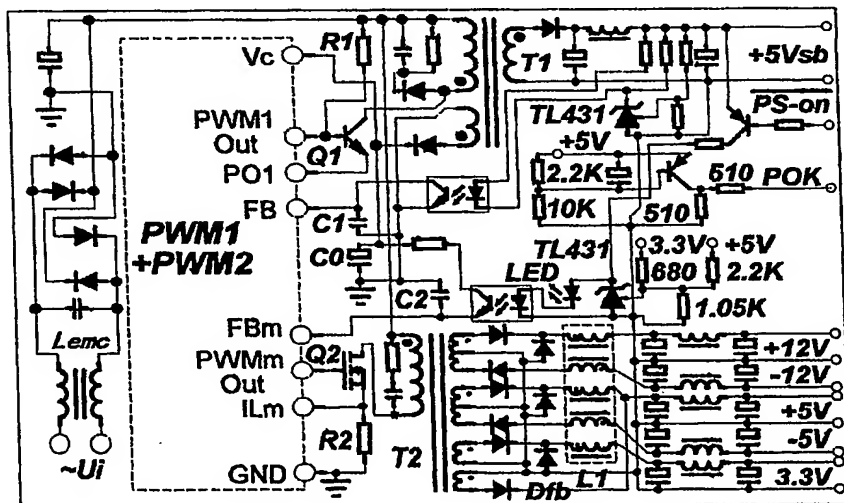 Vc
R1
T1
+5Vsb
PWM1
Out
Q1
TL431
PS-on
+5V
PO1
2.2K
510
POK
FB
C1
10K
510
PWM1
+PWM2
C0
TL431
3.3V
+5V
LED
680
2.2K
C2
1.05K
Lemc
FBm
PWMm
Out
Q2
+12V
-12V
ILm
+5V
R2
T2
-5V
~Ui
GND
Dfb
L1
3.3V